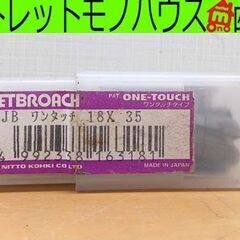 レットモノハウス
ETBROACH
PAT ONE-TOUCH
ワンタッチタイプ
JB ワンタッチ 18X 35
4992338163181
NITTO KOHKI CO.,LTD
MADE IN JAPAN